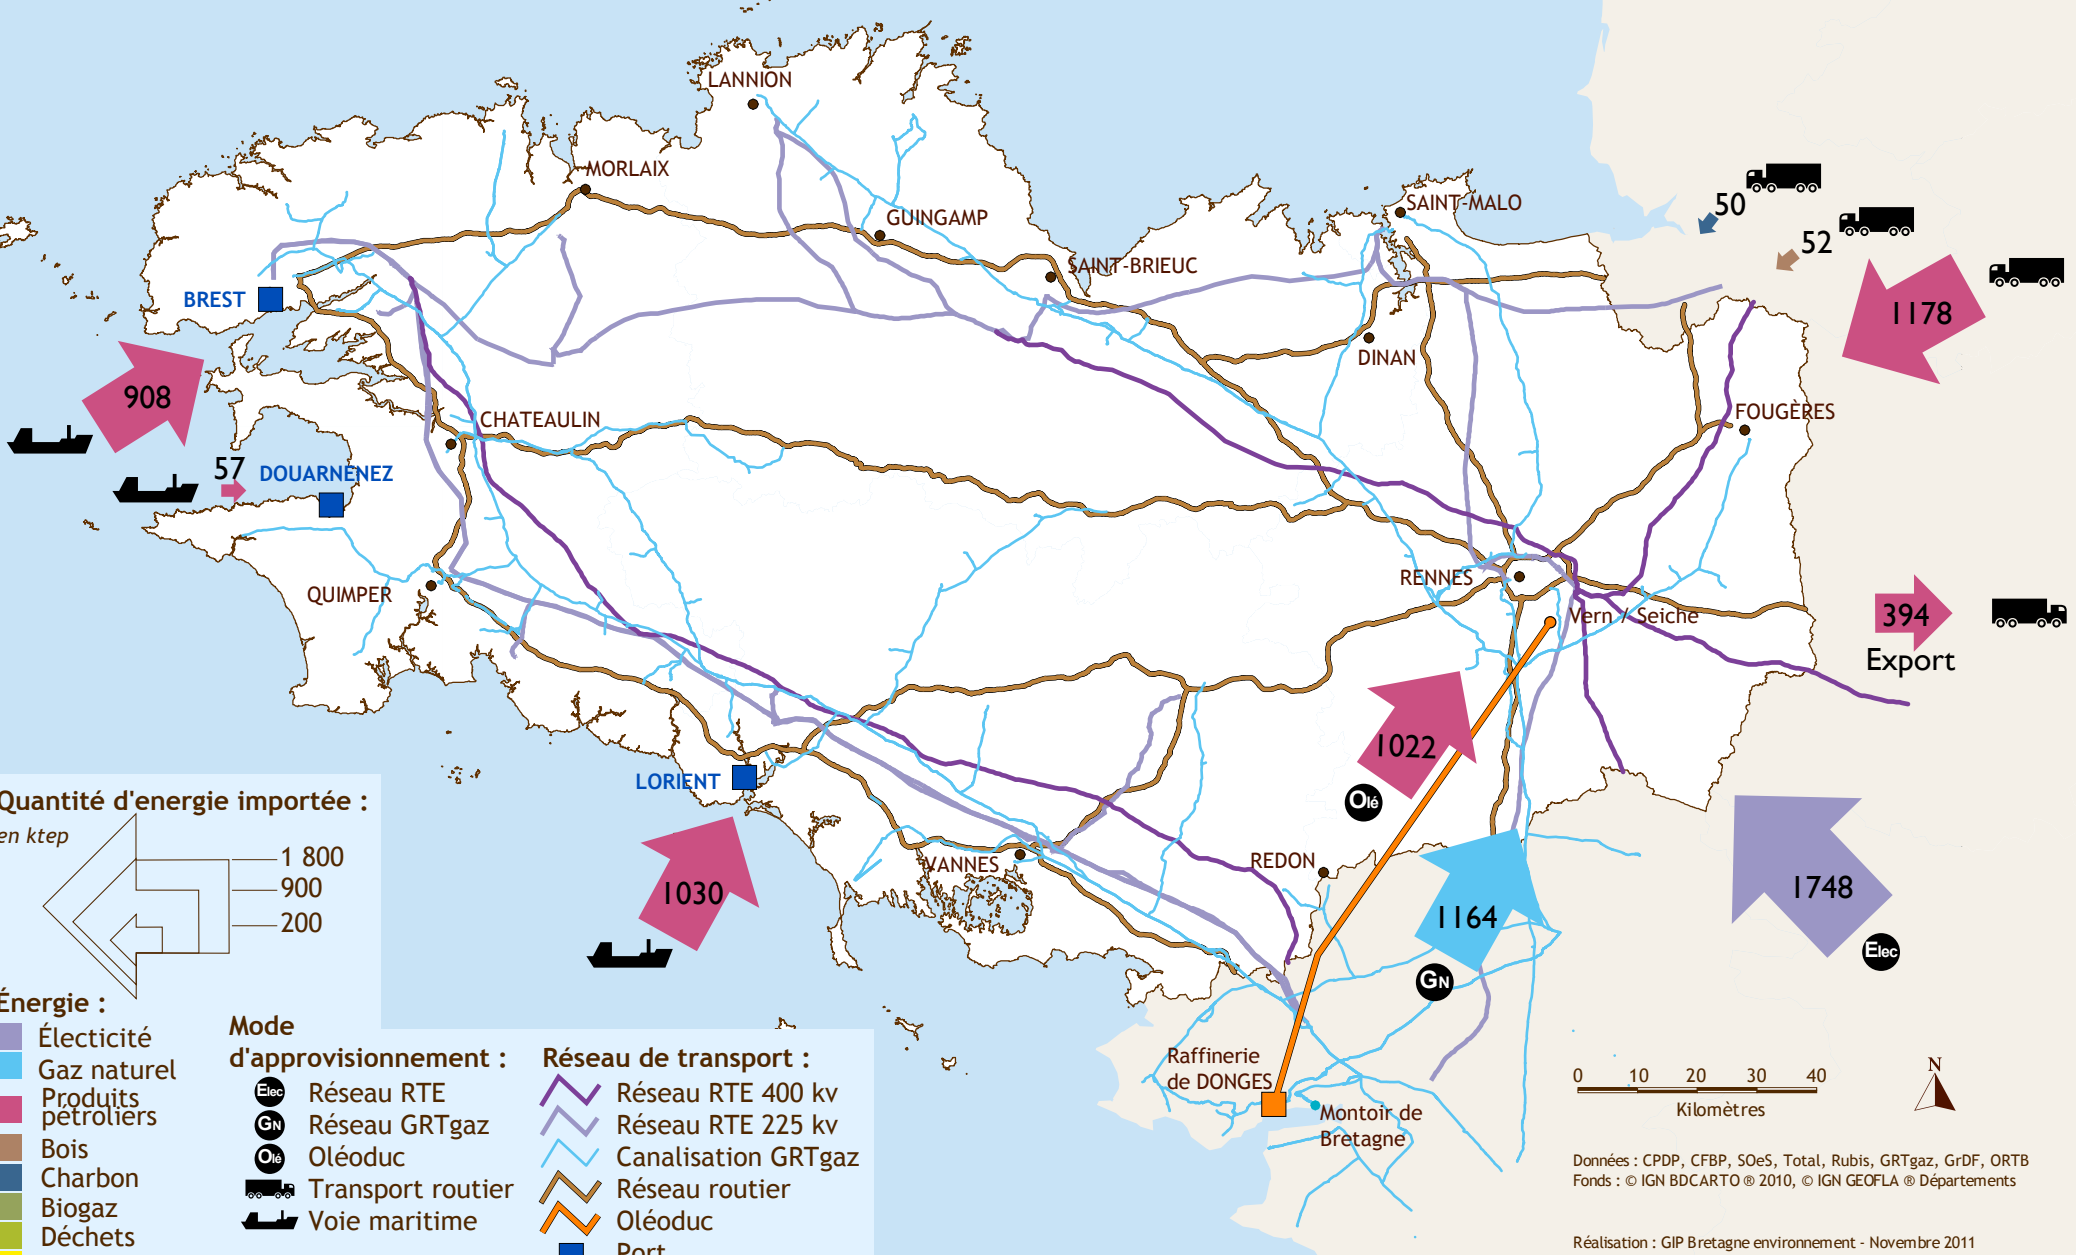 LANNION
MORLAIX
GUINGAMP
SAINT-BRIEUC
SAINT-MALO
50
52
1178
BREST
DINAN
908
CHATEAULIN
FOUGÈRES
57
DOUARNENEZ
QUIMPER
RENNES
Vern / Seiche
394
Export
1022
Olé
LORIENT
1030
VANNES
REDON
1164
GN
1748
Elec
Quantité d'energie importée :
en ktep
1 800
900
200
Énergie :
Électicité
Gaz naturel
Produits
pétroliers
Bois
Charbon
Biogaz
Déchets
Mode
d'approvisionnement :
Elec Réseau RTE
GN Réseau GRTgaz
Olé Oléoduc
Transport routier
Voie maritime
Réseau de transport :
Réseau RTE 400 kv
Réseau RTE 225 kv
Canalisation GRTgaz
Réseau routier
Oléoduc
Port
Raffinerie
de DONGES
Montoir de
Bretagne
0 10 20 30 40
Kilomètres
N
Données : CPDP, CFBP, SOeS, Total, Rubis, GRTgaz, GrDF, ORTB
Fonds : © IGN BDCARTO ® 2010, © IGN GEOFLA ® Départements
Réalisation : GIP Bretagne environnement - Novembre 2011